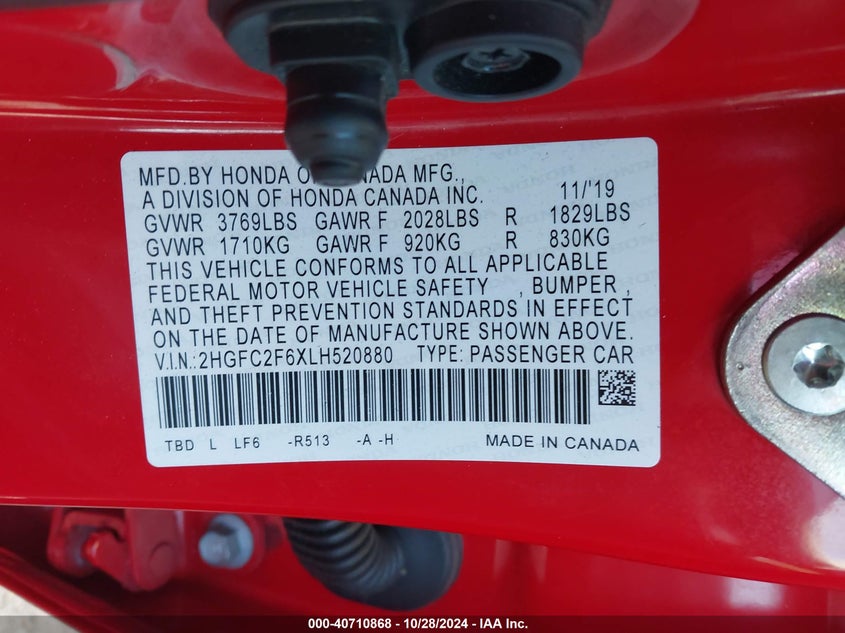 MFD.BY HONDA OF CANADA MFG.,
A DIVISION OF HONDA CANADA INC. 11/'19
GVWR 3769LBS GAWR F 2028LBS R 1829LBS
GVWR 1710KG GAWR F 920KG R 830KG
THIS VEHICLE CONFORMS TO ALL APPLICABLE
FEDERAL MOTOR VEHICLE SAFETY , BUMPER ,
AND THEFT PREVENTION STANDARDS IN EFFECT
ON THE DATE OF MANUFACTURE SHOWN ABOVE.
V.I.N.:2HGFC2F6XLH520880 TYPE: PASSENGER CAR
TBD L LF6 -R513 -A -H MADE IN CANADA
000-40710868 - 10/28/2024 - IAA Inc.